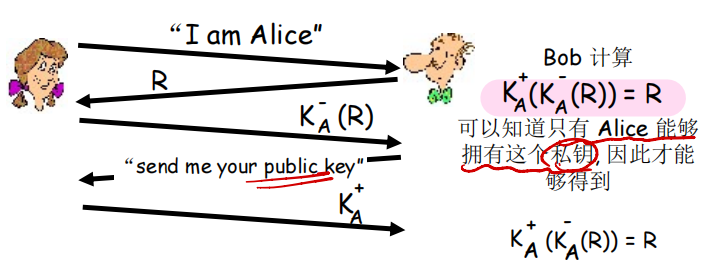 “I am Alice”
R
K_A^-(R)
“send me your public key”
K_A^+
Bob 计算
K_A^+(K_A^-(R)) = R
可以知道只有 Alice 能够
拥有这个私钥, 因此才能
够得到
K_A^+ (K_A^-(R)) = R